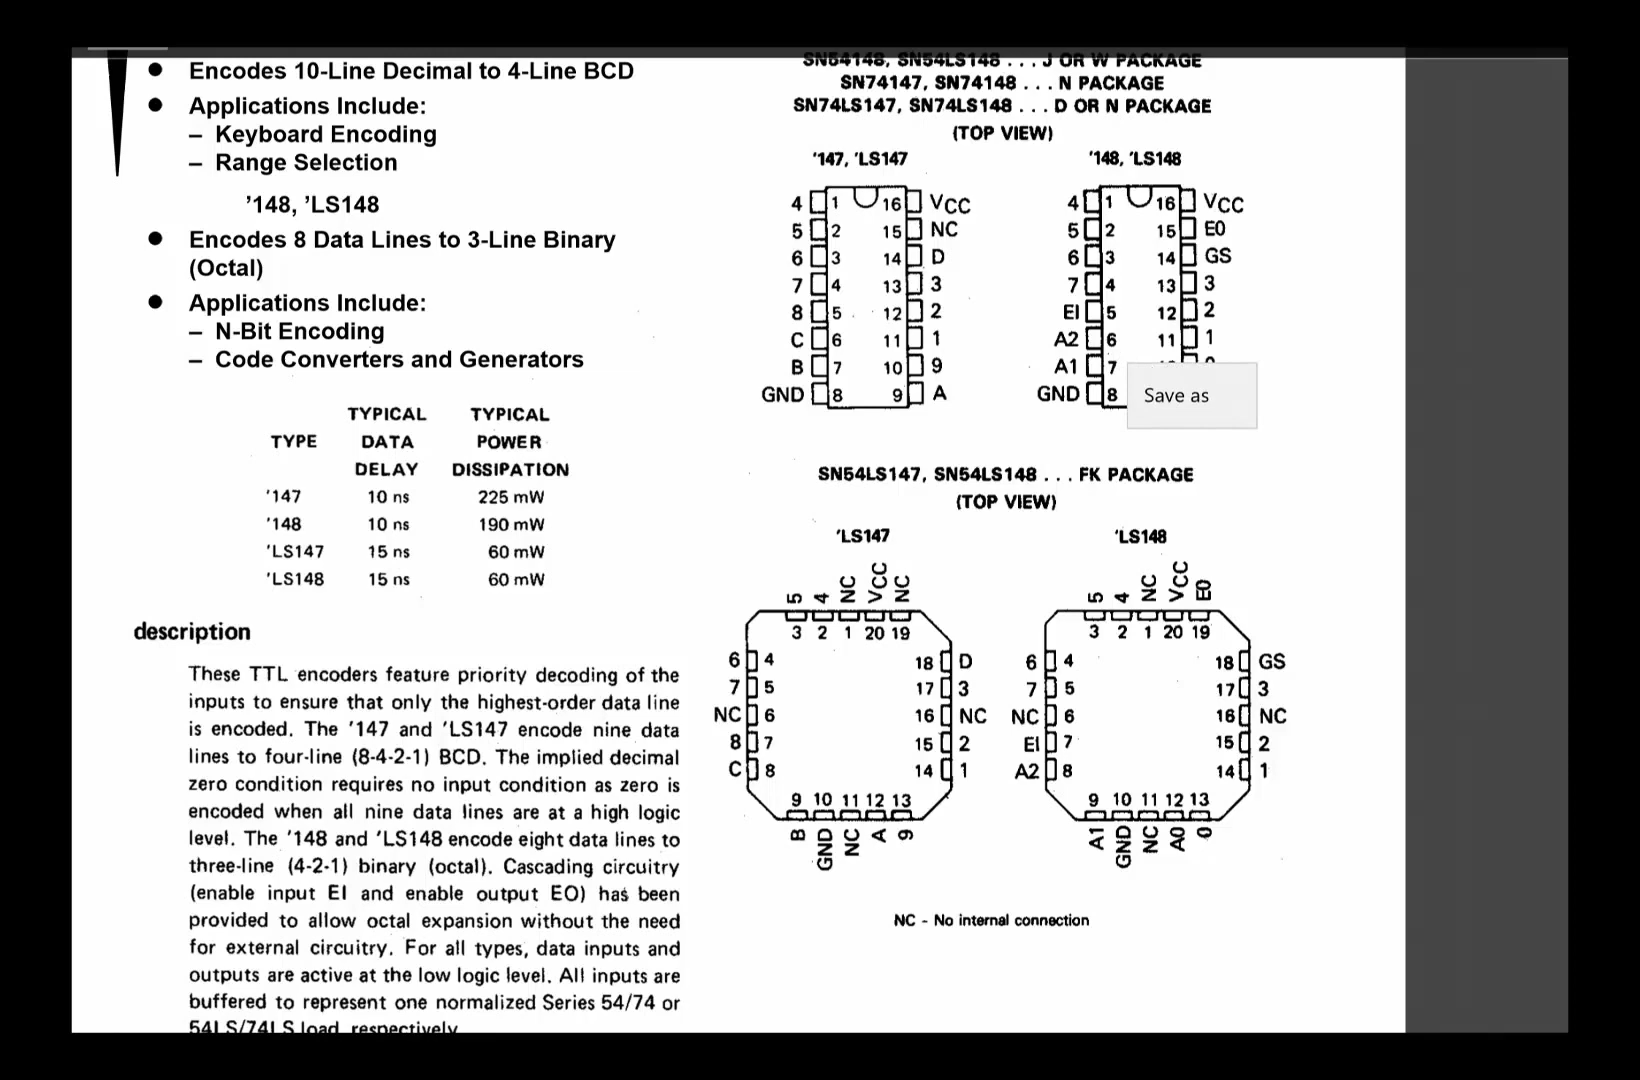 ● Encodes 10-Line Decimal to 4-Line BCD
● Applications Include:
– Keyboard Encoding
– Range Selection
'148, 'LS148
● Encodes 8 Data Lines to 3-Line Binary
(Octal)
● Applications Include:
– N-Bit Encoding
– Code Converters and Generators
TYPICAL TYPICAL
TYPE DATA POWER
DELAY DISSIPATION
'147 10 ns 225 mW
'148 10 ns 190 mW
'LS147 15 ns 60 mW
'LS148 15 ns 60 mW
description
These TTL encoders feature priority decoding of the
inputs to ensure that only the highest-order data line
is encoded. The '147 and 'LS147 encode nine data
lines to four-line (8-4-2-1) BCD. The implied decimal
zero condition requires no input condition as zero is
encoded when all nine data lines are at a high logic
level. The '148 and 'LS148 encode eight data lines to
three-line (4-2-1) binary (octal). Cascading circuitry
(enable input EI and enable output EO) has been
provided to allow octal expansion without the need
for external circuitry. For all types, data inputs and
outputs are active at the low logic level. All inputs are
buffered to represent one normalized Series 54/74 or
54LS/74LS load, respectively
SN54148, SN54LS148 . . . J OR W PACKAGE
SN74147, SN74148 . . . N PACKAGE
SN74LS147, SN74LS148 . . . D OR N PACKAGE
(TOP VIEW)
'147, 'LS147
4 1 16 VCC
5 2 15 NC
6 3 14 D
7 4 13 3
8 5 12 2
C 6 11 1
B 7 10 9
GND 8 9 A
'148, 'LS148
4 1 16 VCC
5 2 15 EO
6 3 14 GS
7 4 13 3
EI 5 12 2
A2 6 11 1
A1 7
GND 8
Save as
SN54LS147, SN54LS148 . . . FK PACKAGE
(TOP VIEW)
'LS147
5 4 NC VCC NC
3 2 1 20 19
6 4 18 D
7 5 17 3
NC 6 16 NC
8 7 15 2
C 8 14 1
9 10 11 12 13
B GND NC A 9
'LS148
5 4 NC VCC EO
3 2 1 20 19
6 4 18 GS
7 5 17 3
NC 6 16 NC
EI 7 15 2
A2 8 14 1
9 10 11 12 13
A1 GND NC A0 0
NC - No internal connection